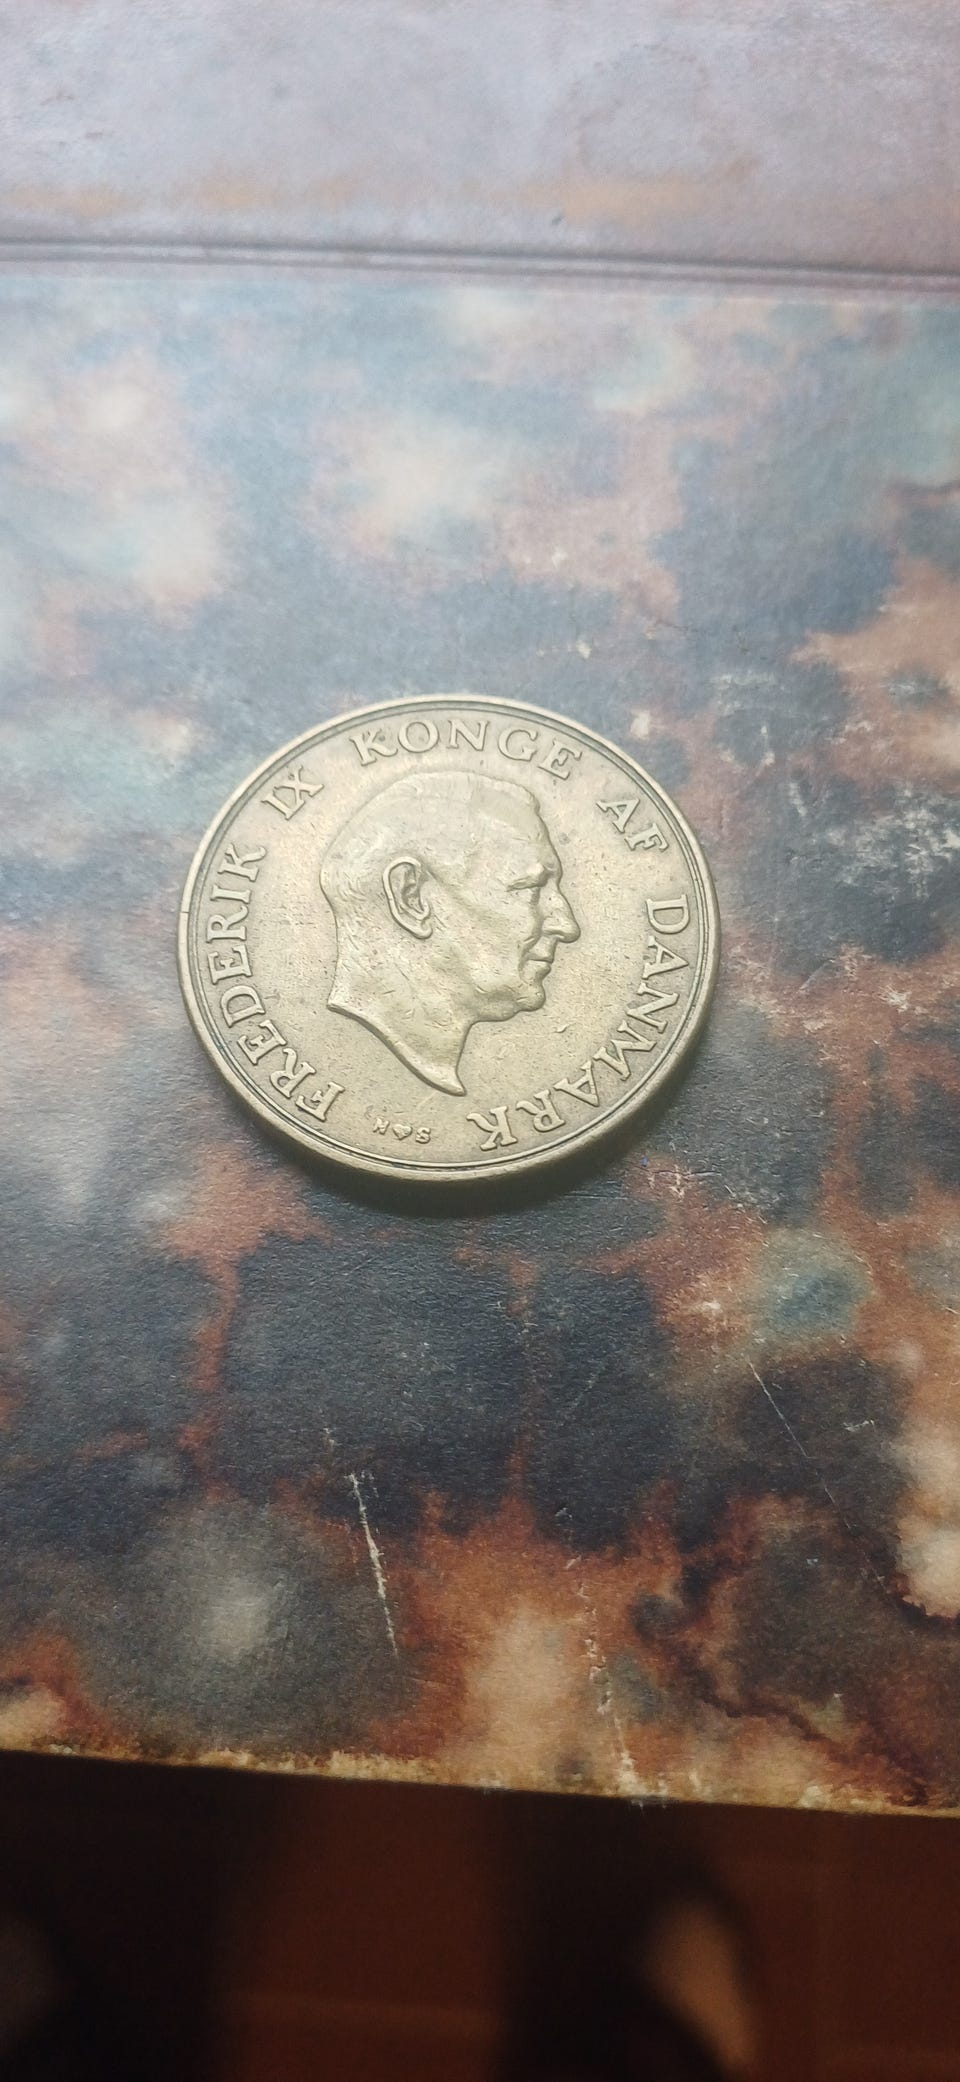 FREDERIK IX KONGE AF DANMARK
N♥S